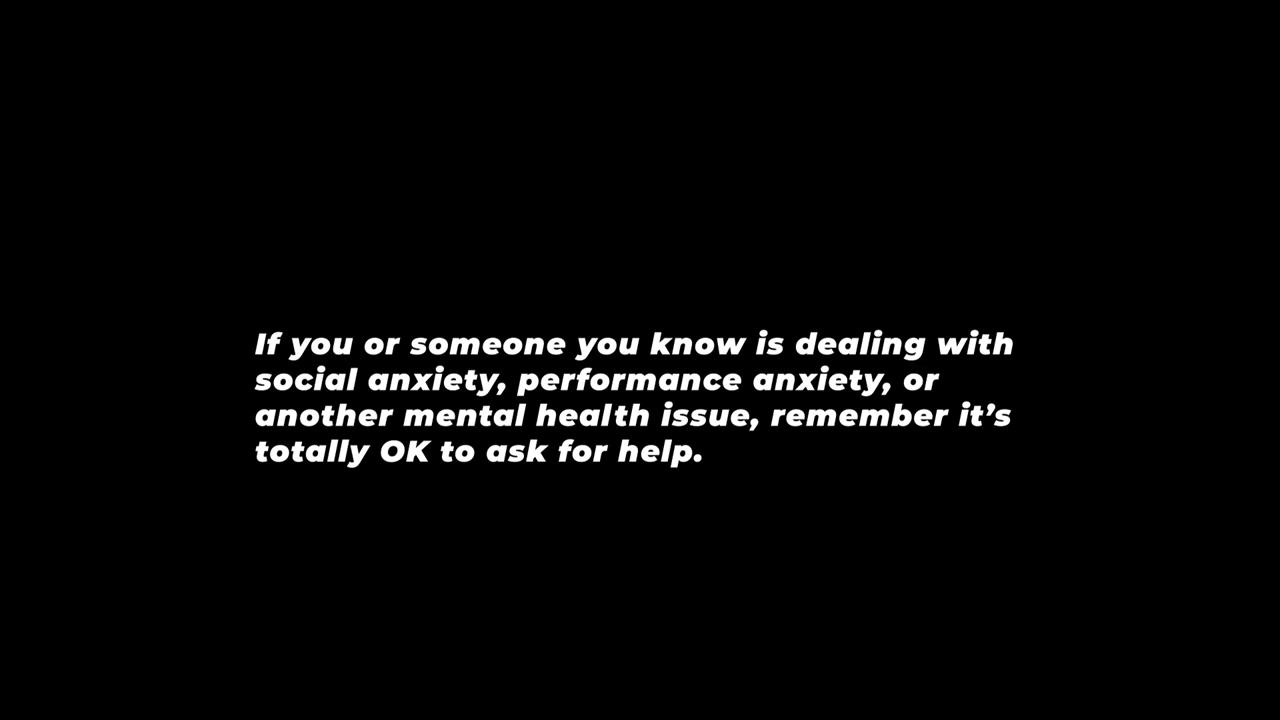 If you or someone you know is dealing with
social anxiety, performance anxiety, or
another mental health issue, remember it’s
totally OK to ask for help.